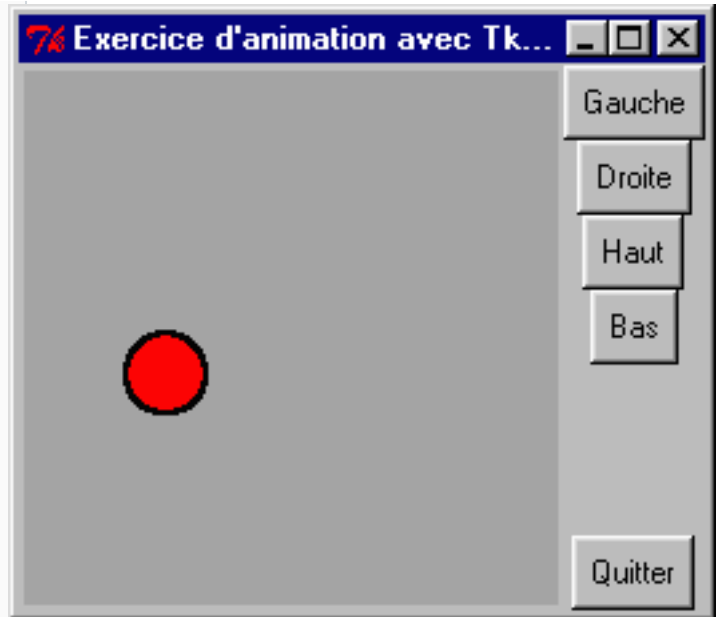 Exercice d'animation avec Tk...
Gauche
Droite
Haut
Bas
Quitter